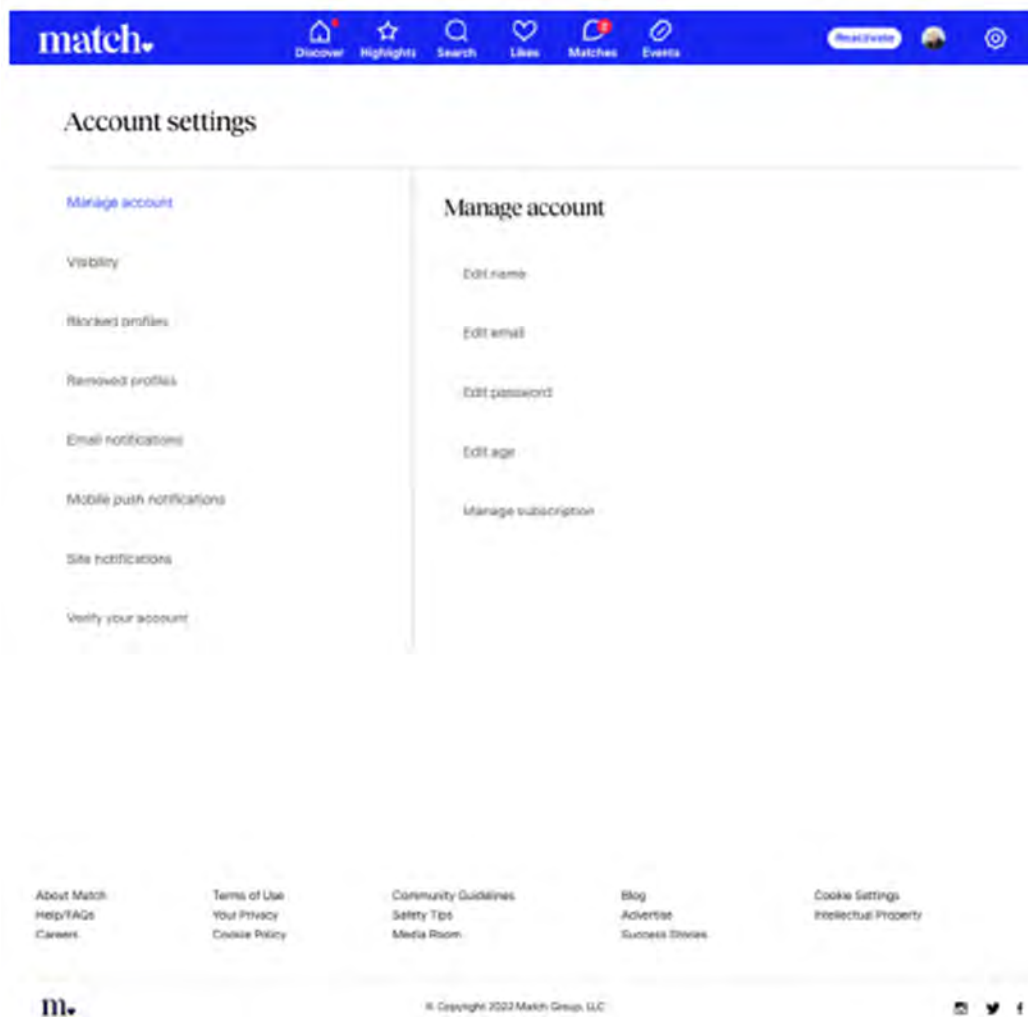 match
Discover Highlights Search Likes Matches Events Reactivate
Account settings
Manage account
Visibility
Blocked profiles
Removed profiles
Email notifications
Mobile push notifications
Site notifications
Verify your account
Manage account
Edit name
Edit email
Edit password
Edit age
Manage subscription
About Match
Help/FAQs
Careers
Terms of Use
Your Privacy
Cookie Policy
Community Guidelines
Safety Tips
Media Room
Blog
Advertise
Success Stories
Cookie Settings
Intellectual Property
m
© Copyright 2022 Match Group, LLC